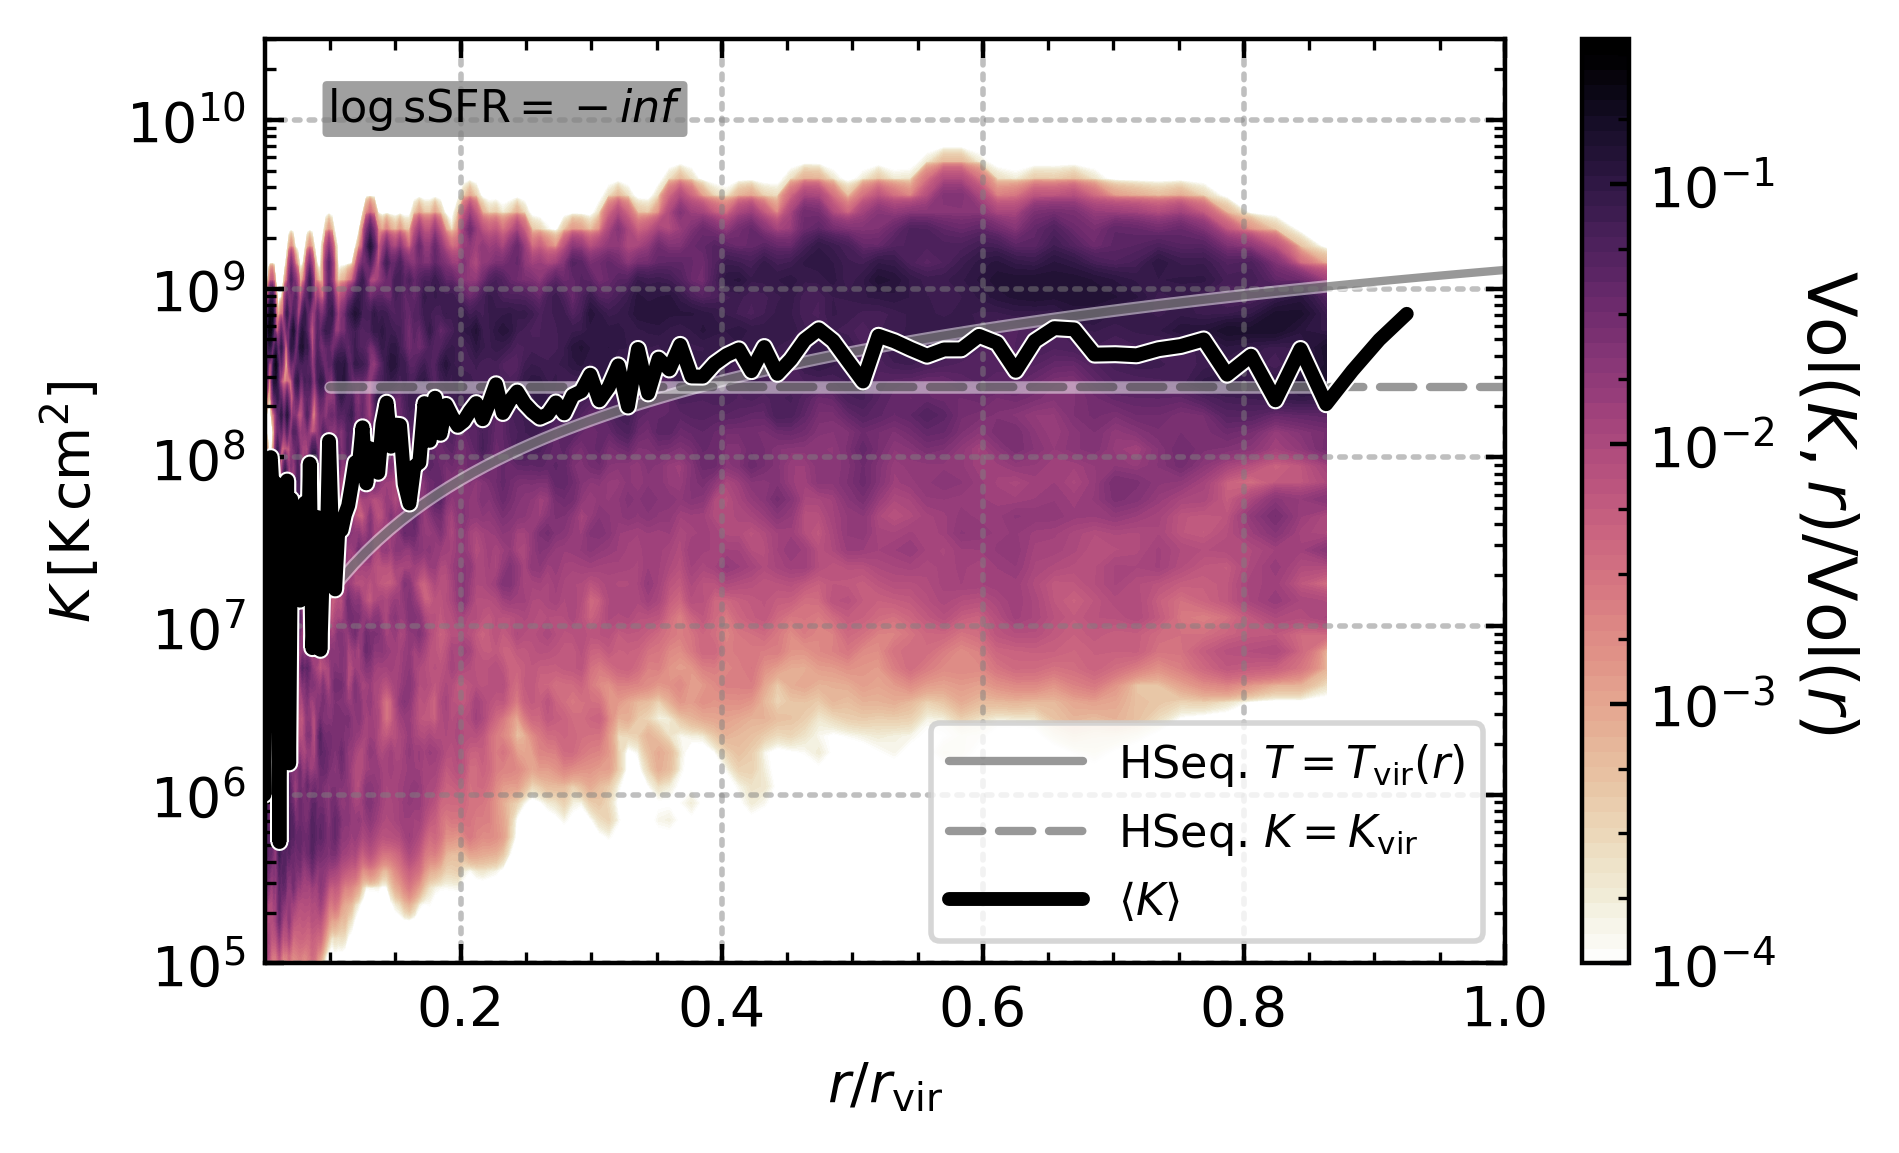 log sSFR = − inf
10^10
10^9
10^8
10^7
10^6
10^5
K [K cm^2]
0.2
0.4
0.6
0.8
1.0
r/r_vir
HSeq. T = T_vir(r)
HSeq. K = K_vir
⟨K⟩
10^−1
10^−2
10^−3
10^−4
Vol(K, r)/Vol(r)